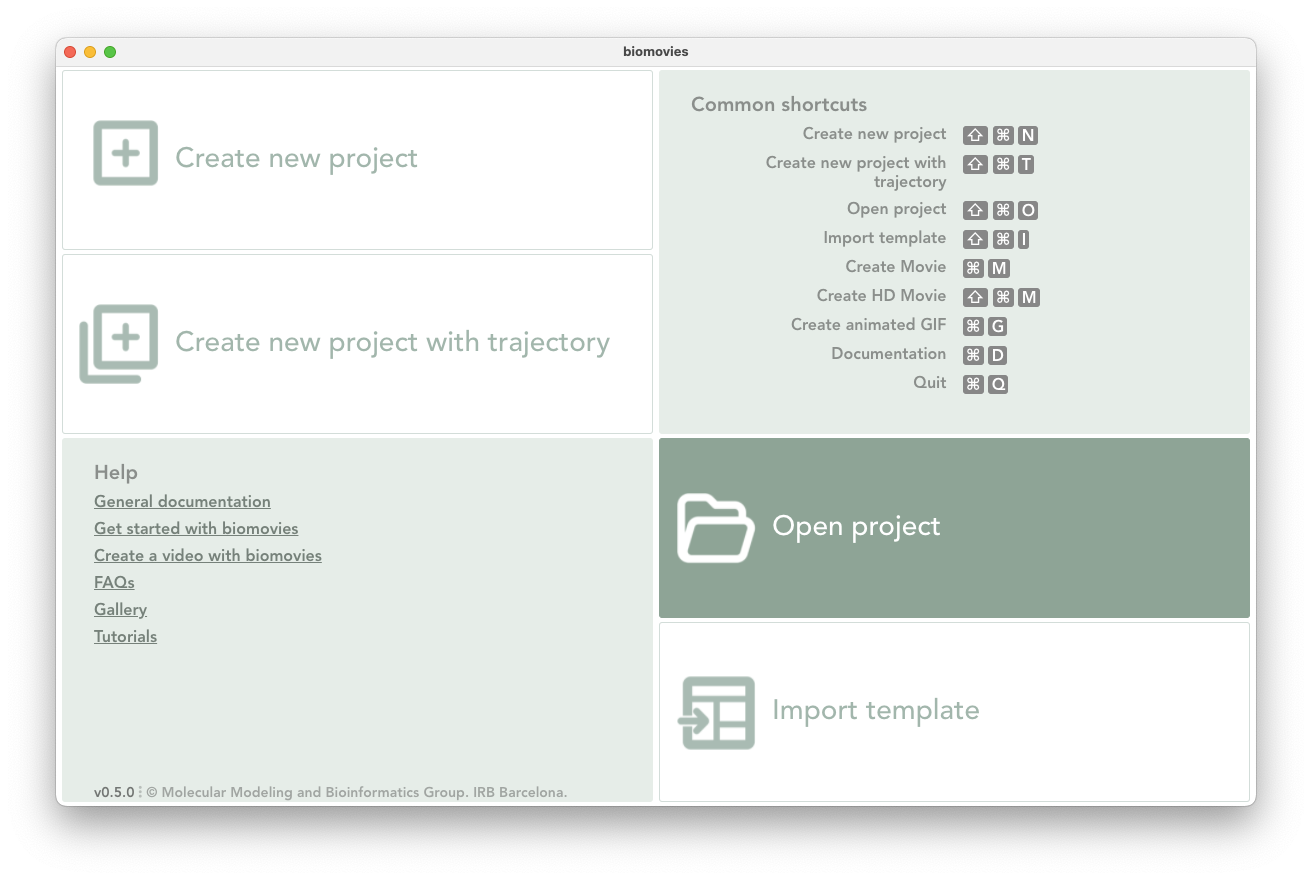 biomovies
Create new project
Create new project with trajectory
Common shortcuts
Create new project ⇧ ⌘ N
Create new project with
trajectory ⇧ ⌘ T
Open project ⇧ ⌘ O
Import template ⇧ ⌘ I
Create Movie ⌘ M
Create HD Movie ⇧ ⌘ M
Create animated GIF ⌘ G
Documentation ⌘ D
Quit ⌘ Q
Help
General documentation
Get started with biomovies
Create a video with biomovies
FAQs
Gallery
Tutorials
v0.5.0 ⁞ © Molecular Modeling and Bioinformatics Group. IRB Barcelona.
Open project
Import template